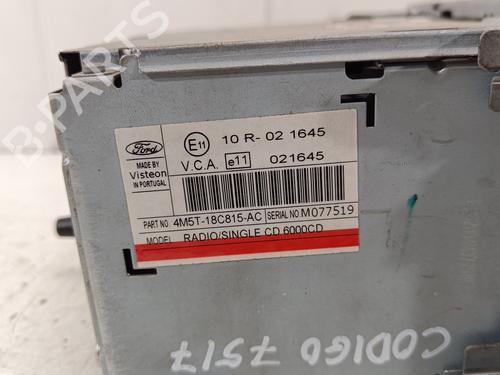 B-PARTS
Ford
MADE BY
Visteon
IN PORTUGAL
E11 10 R- 02 1645
V.C.A. e11 021645
PART NO. 4M5T-18C815-AC SERIAL NO. M077519
MODEL RADIO/SINGLE CD 6000CD
CODIGO 7517